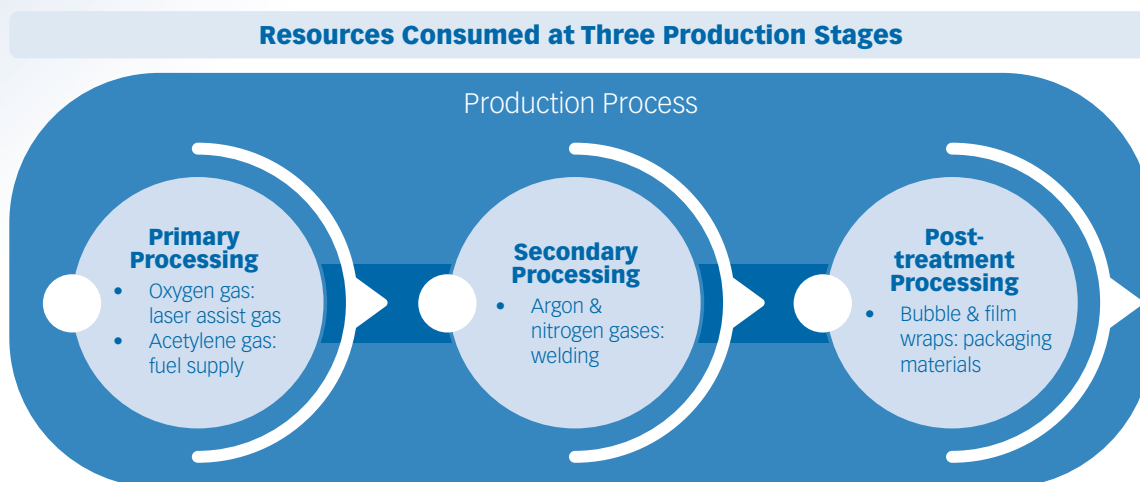 Resources Consumed at Three Production Stages
Production Process
Primary
Processing
• Oxygen gas:
laser assist gas
• Acetylene gas:
fuel supply
Secondary
Processing
• Argon &
nitrogen gases:
welding
Post-
treatment
Processing
• Bubble & film
wraps: packaging
materials